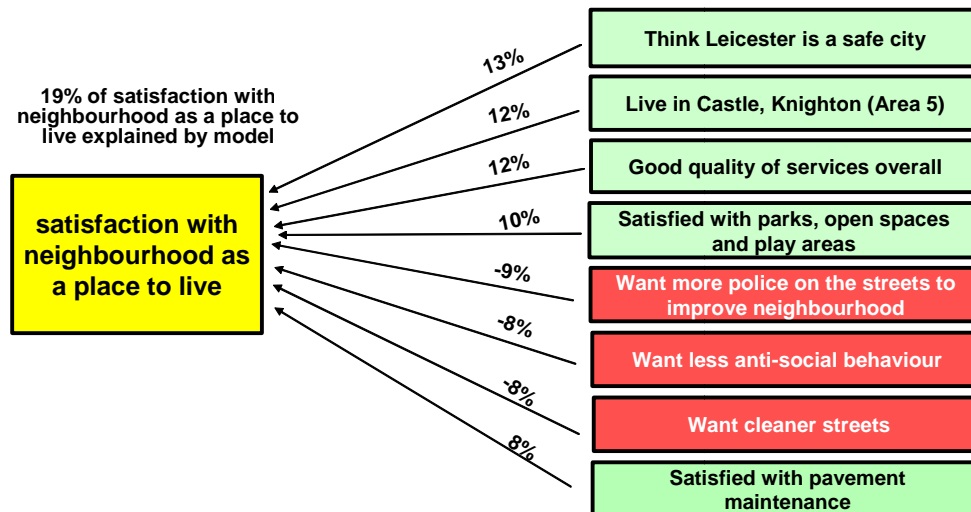 19% of satisfaction with
neighbourhood as a place to
live explained by model
satisfaction with
neighbourhood as
a place to live
13%
12%
12%
10%
-9%
-8%
-8%
8%
Think Leicester is a safe city
Live in Castle, Knighton (Area 5)
Good quality of services overall
Satisfied with parks, open spaces
and play areas
Want more police on the streets to
improve neighbourhood
Want less anti-social behaviour
Want cleaner streets
Satisfied with pavement
maintenance